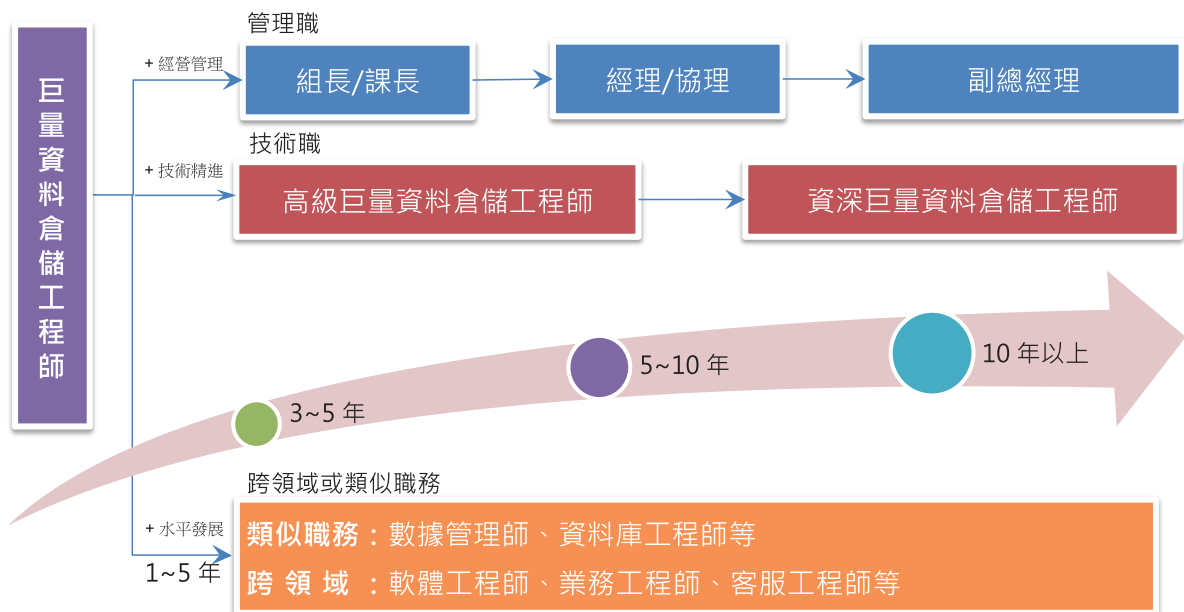 巨量資料倉儲工程師
管理職
+ 經營管理
組長/課長
經理/協理
副總經理
技術職
+ 技術精進
高級巨量資料倉儲工程師
資深巨量資料倉儲工程師
3~5 年
5~10 年
10 年以上
跨領域或類似職務
+ 水平發展
1~5 年
類似職務：數據管理師、資料庫工程師等
跨 領 域 ：軟體工程師、業務工程師、客服工程師等